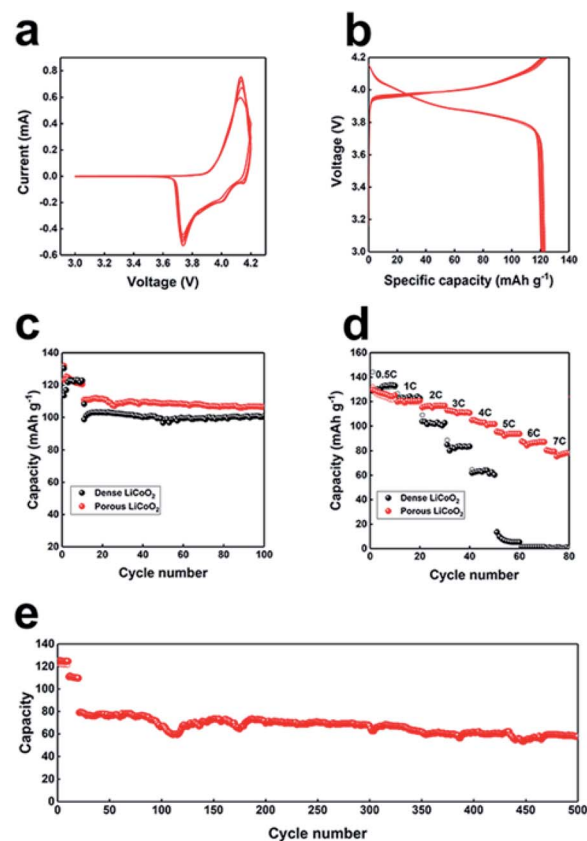 a
Current (mA)
0.8
0.6
0.4
0.2
0.0
-0.2
-0.4
-0.6
3.0 3.2 3.4 3.6 3.8 4.0 4.2
Voltage (V)
b
Voltage (V)
4.2
4.0
3.8
3.6
3.4
3.2
3.0
0 20 40 60 80 100 120 140
Specific capacity (mAh g⁻¹)
c
Capacity (mAh g⁻¹)
140
120
100
80
60
40
20
Dense LiCoO₂
Porous LiCoO₂
0 20 40 60 80 100
Cycle number
d
Capacity (mAh g⁻¹)
160
140
120
100
80
60
40
20
0
0.5C 1C 2C 3C 4C 5C 6C 7C
Dense LiCoO₂
Porous LiCoO₂
0 20 40 60 80
Cycle number
e
Capacity
140
120
100
80
60
40
20
0
0 50 100 150 200 250 300 350 400 450 500
Cycle number